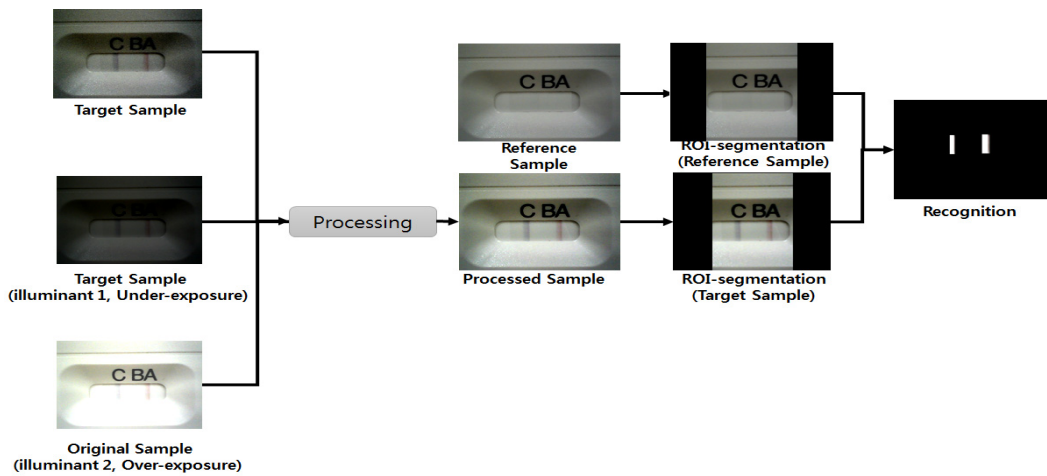 C BA
Target Sample
C BA
Target Sample
(illuminant 1, Under-exposure)
C BA
Original Sample
(illuminant 2, Over-exposure)
Processing
C BA
Reference
Sample
C BA
Processed Sample
C BA
ROI-segmentation
(Reference Sample)
C BA
ROI-segmentation
(Target Sample)
Recognition